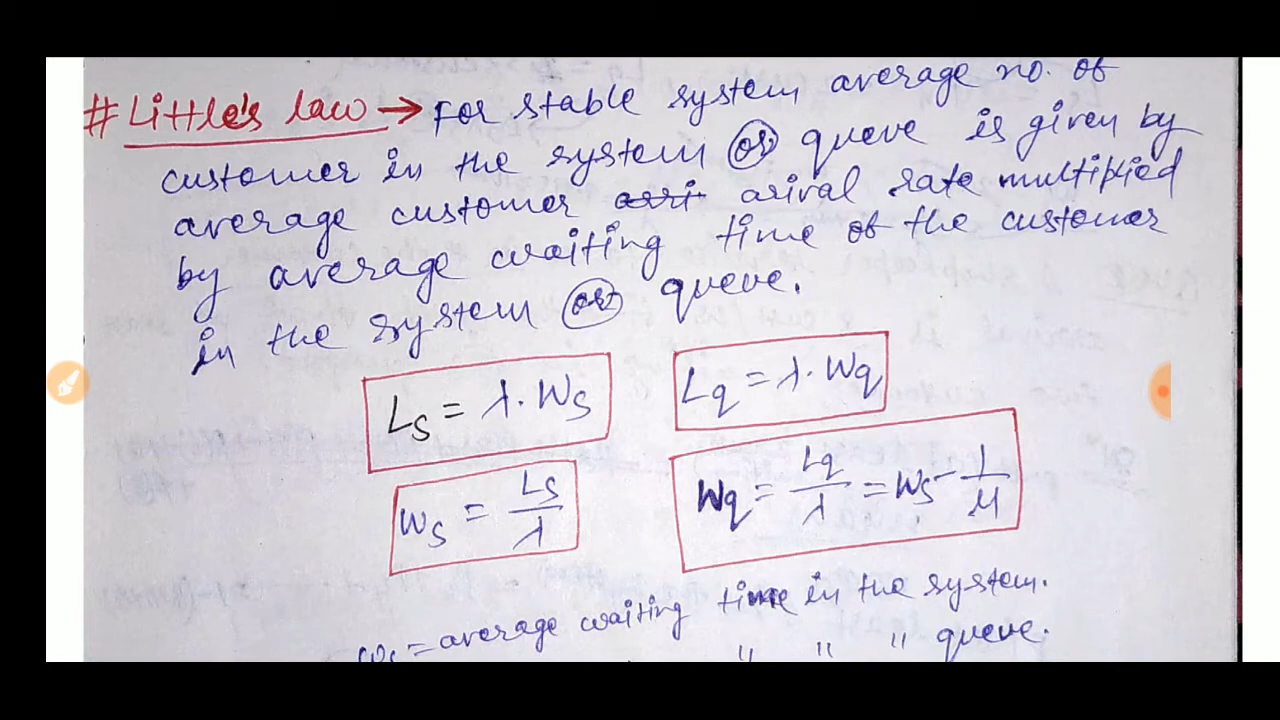 # Little's law → For stable system average no. of
customer in the system or queue is given by
average customer arri arival rate multiplied
by average waiting time of the customer
in the system or queue.
Ls = λ. Ws
Lq = λ. Wq
Ws = Ls/λ
Wq = Lq/λ = Ws - 1/μ
Ws = average waiting time in the system.
" " " queue.